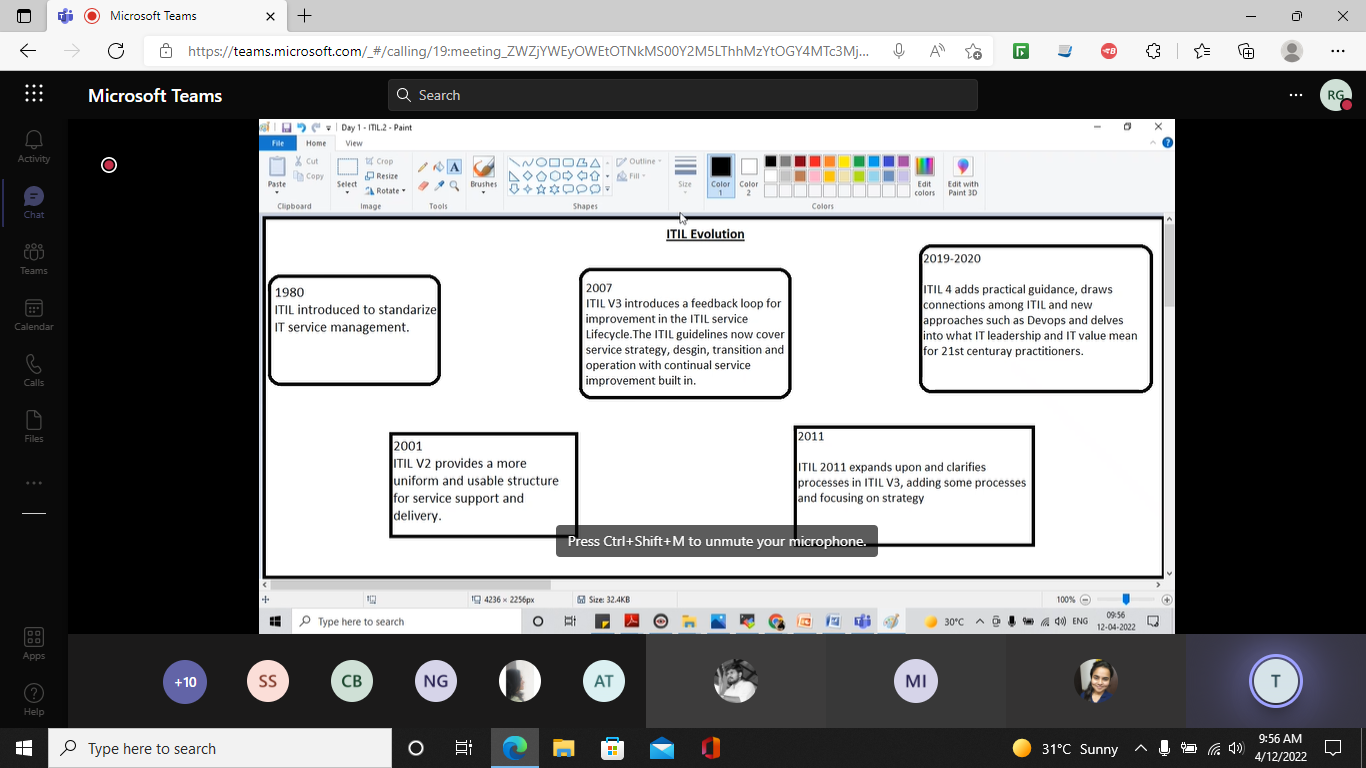 Microsoft Teams
https://teams.microsoft.com/_#/calling/19:meeting_ZWZjYWEyOWEtOTNkMS00Y2M5LThhMzYtOGY4MTc3Mj...
Microsoft Teams
Search
RG
Activity
Chat
Teams
Calendar
Calls
Files
Apps
Help
Day 1 - ITIL.2 - Paint
File Home View
Paste
Cut
Copy
Clipboard
Select
Crop
Resize
Rotate
Image
Tools
Brushes
Shapes
Outline
Fill
Size
Color 1
Color 2
Colors
Edit colors
Edit with Paint 3D
ITIL Evolution
1980
ITIL introduced to standarize
IT service management.
2007
ITIL V3 introduces a feedback loop for
improvement in the ITIL service
Lifecycle.The ITIL guidelines now cover
service strategy, desgin, transition and
operation with continual service
improvement built in.
2019-2020
ITIL 4 adds practical guidance, draws
connections among ITIL and new
approaches such as Devops and delves
into what IT leadership and IT value mean
for 21st centuray practitioners.
2001
ITIL V2 provides a more
uniform and usable structure
for service support and
delivery.
2011
ITIL 2011 expands upon and clarifies
processes in ITIL V3, adding some processes
and focusing on strategy
Press Ctrl+Shift+M to unmute your microphone.
4236 × 2256px
Size: 32.4KB
100%
Type here to search
30°C
ENG
09:56
12-04-2022
+10
SS
CB
NG
AT
MI
T
Type here to search
31°C Sunny
9:56 AM
4/12/2022